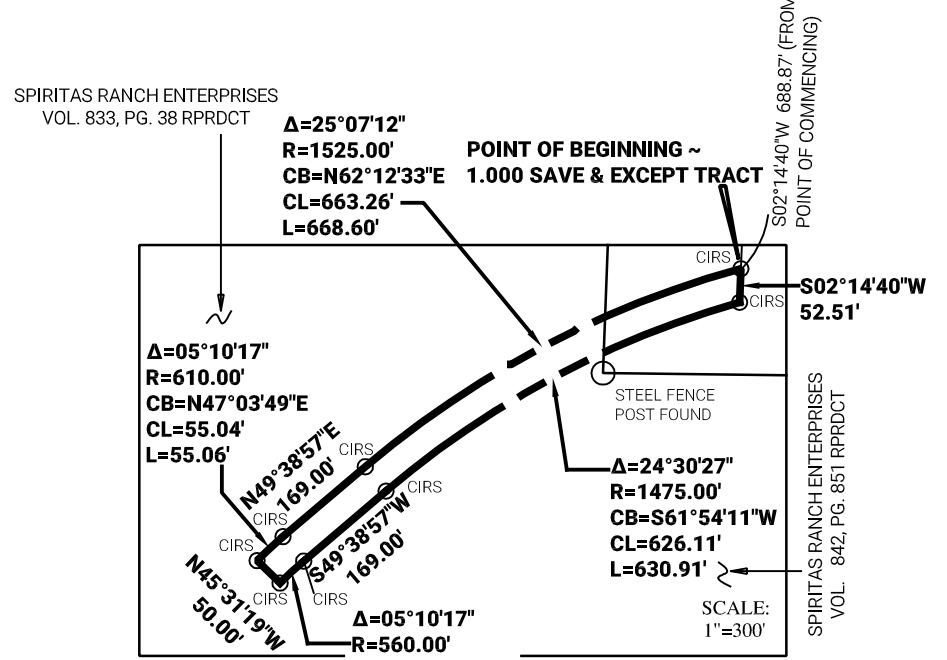 SPIRITAS RANCH ENTERPRISES
VOL. 833, PG. 38 RPRDCT
Δ=25°07'12"
R=1525.00'
CB=N62°12'33"E
CL=663.26'
L=668.60'
POINT OF BEGINNING ~
1.000 SAVE & EXCEPT TRACT
S02°14'40"W 688.87' (FROM
POINT OF COMMENCING)
CIRS
CIRS
S02°14'40"W
52.51'
Δ=05°10'17"
R=610.00'
CB=N47°03'49"E
CL=55.04'
L=55.06'
STEEL FENCE
POST FOUND
N49°38'57"E
169.00'
CIRS
CIRS
CIRS
CIRS
S49°38'57"W
169.00'
Δ=24°30'27"
R=1475.00'
CB=S61°54'11"W
CL=626.11'
L=630.91'
SPIRITAS RANCH ENTERPRISES
VOL. 842, PG. 851 RPRDCT
N45°31'19"W
50.00'
CIRS
CIRS
Δ=05°10'17"
R=560.00'
SCALE:
1"=300'